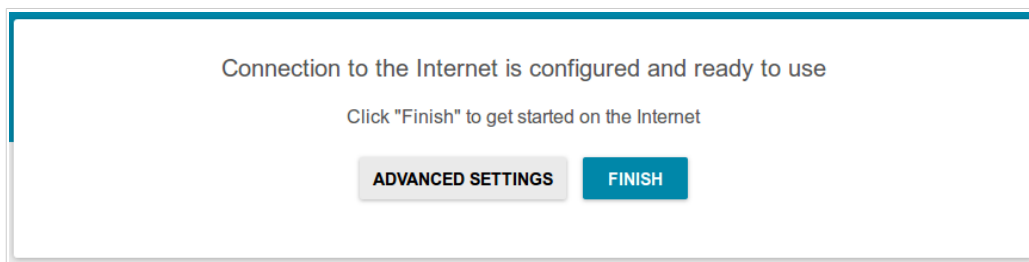 Connection to the Internet is configured and ready to use
Click "Finish" to get started on the Internet
ADVANCED SETTINGS FINISH